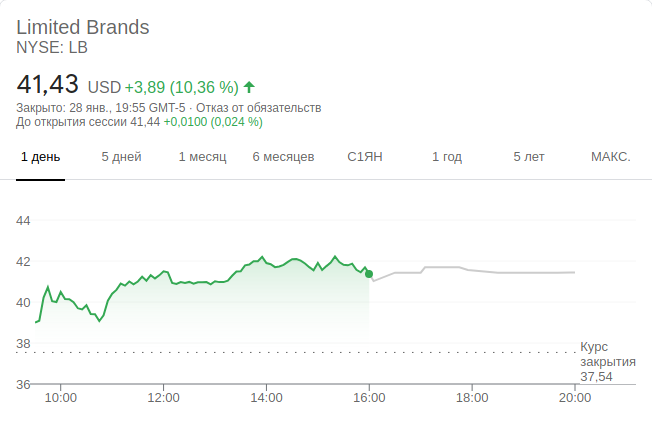 Limited Brands
NYSE: LB
41,43 USD +3,89 (10,36 %)
Закрыто: 28 янв., 19:55 GMT-5 · Отказ от обязательств
До открытия сессии 41,44 +0,0100 (0,024 %)
1 день 5 дней 1 месяц 6 месяцев С1ЯН 1 год 5 лет МАКС.
44
42
40
38
36
Курс
закрытия
37,54
10:00 12:00 14:00 16:00 18:00 20:00